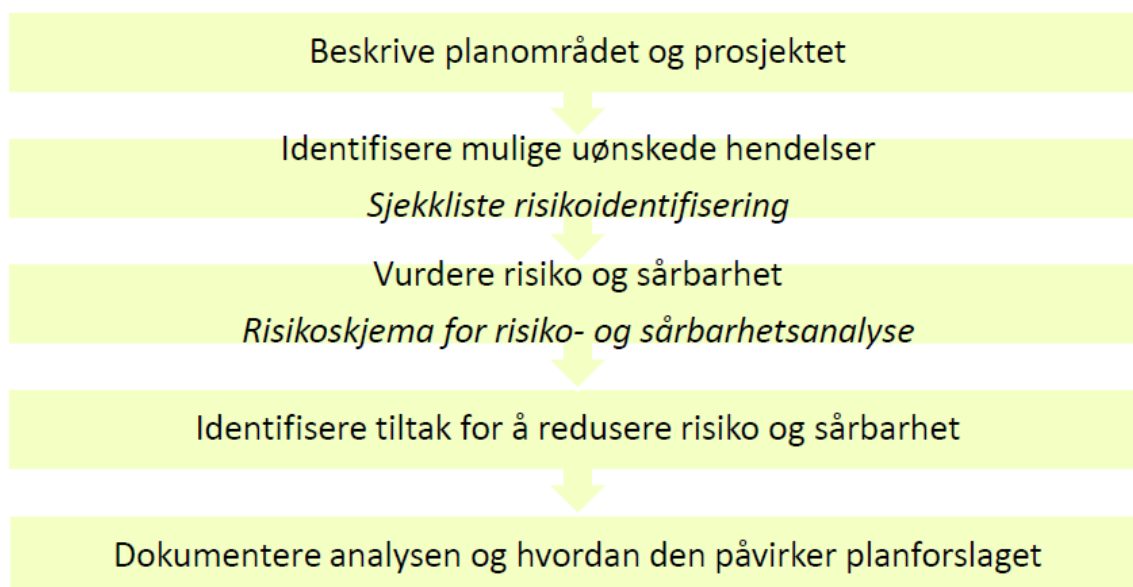 Beskrive planområdet og prosjektet
Identifisere mulige uønskede hendelser
Sjekkliste risikoidentifisering
Vurdere risiko og sårbarhet
Risikoskjema for risiko- og sårbarhetsanalyse
Identifisere tiltak for å redusere risiko og sårbarhet
Dokumentere analysen og hvordan den påvirker planforslaget